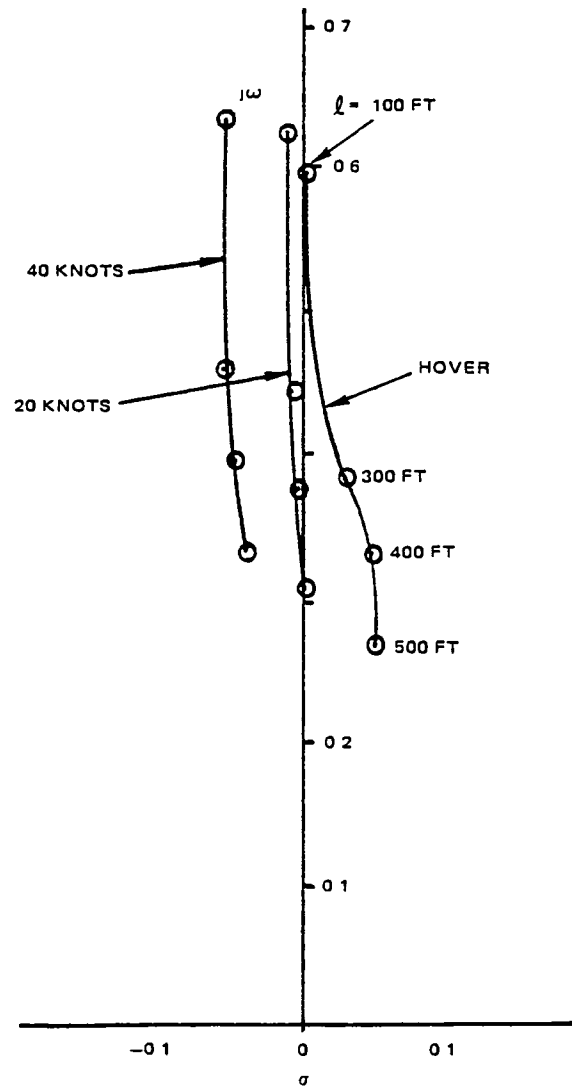 0 7
jω
ℓ = 100 FT
0 6
40 KNOTS
HOVER
20 KNOTS
300 FT
400 FT
500 FT
0 2
0 1
−0 1
0
0 1
σ